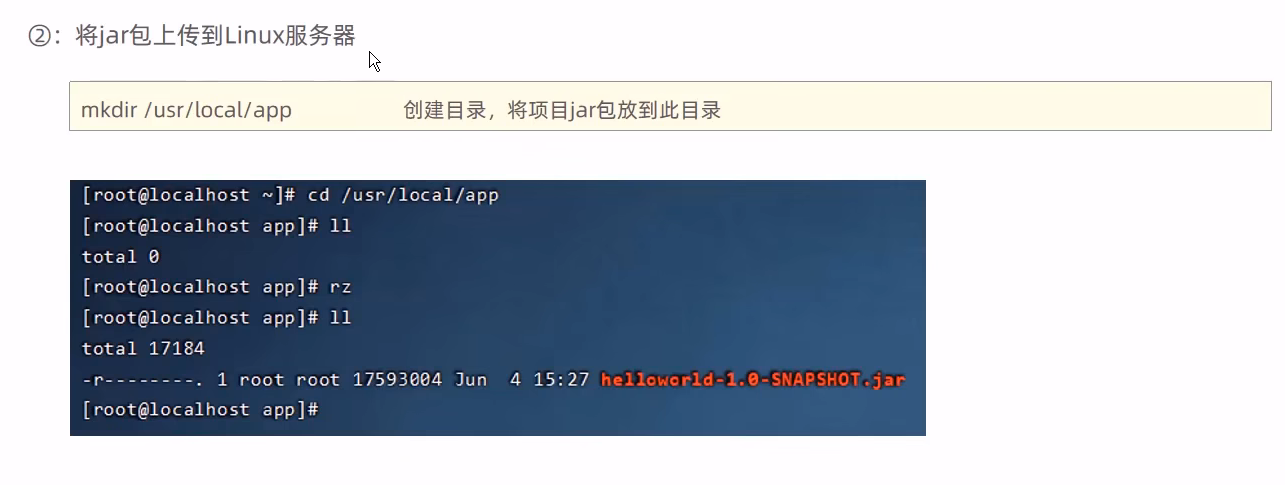 ②：将jar包上传到Linux服务器
mkdir /usr/local/app 创建目录，将项目jar包放到此目录
[root@localhost ~]# cd /usr/local/app
[root@localhost app]# ll
total 0
[root@localhost app]# rz
[root@localhost app]# ll
total 17184
-r--------. 1 root root 17593004 Jun  4 15:27 helloworld-1.0-SNAPSHOT.jar
[root@localhost app]#